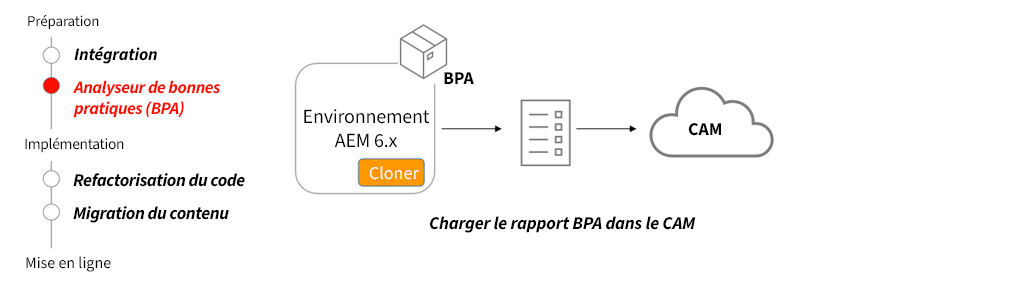 Préparation
Intégration
Analyseur de bonnes
pratiques (BPA)
Implémentation
Refactorisation du code
Migration du contenu
Mise en ligne
BPA
Environnement
AEM 6.x
Cloner
CAM
Charger le rapport BPA dans le CAM